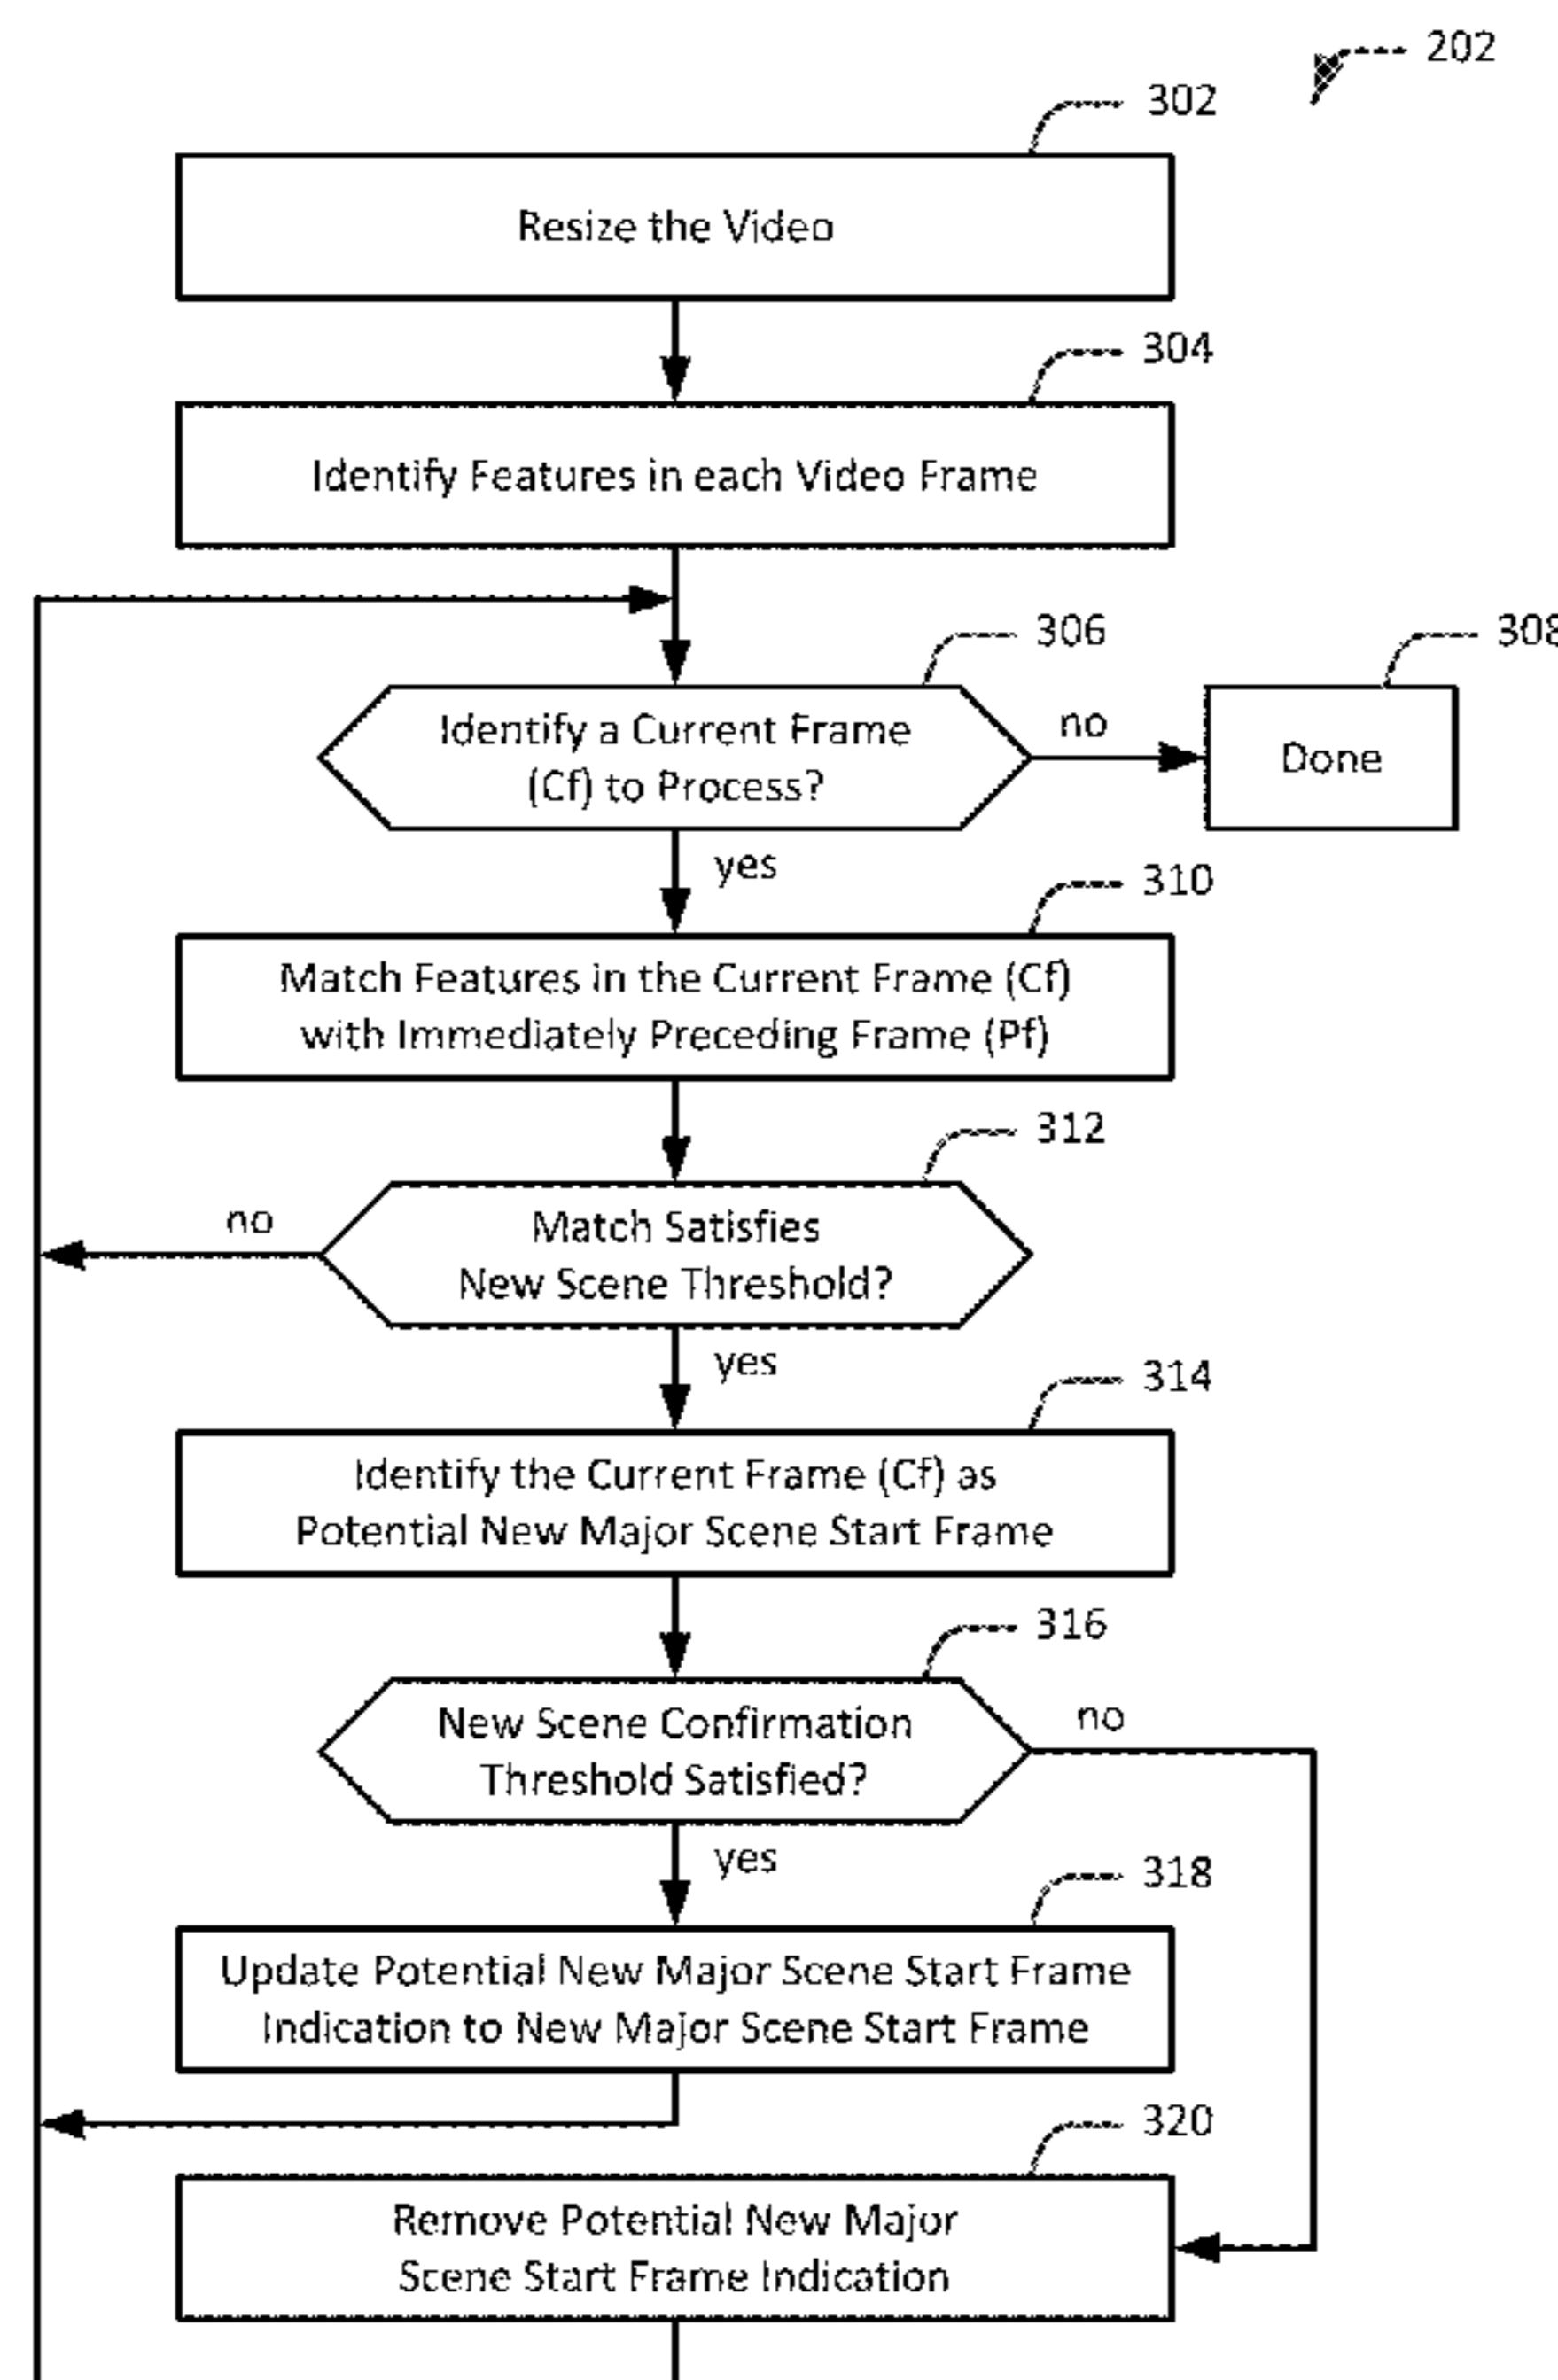 202
302
Resize the Video
304
Identify Features in each Video Frame
306
308
Identify a Current Frame
(Cf) to Process?
no
Done
yes
310
Match Features in the Current Frame (Cf)
with Immediately Preceding Frame (Pf)
312
no
Match Satisfies
New Scene Threshold?
yes
314
Identify the Current Frame (Cf) as
Potential New Major Scene Start Frame
316
New Scene Confirmation
Threshold Satisfied?
no
yes
318
Update Potential New Major Scene Start Frame
Indication to New Major Scene Start Frame
320
Remove Potential New Major
Scene Start Frame Indication